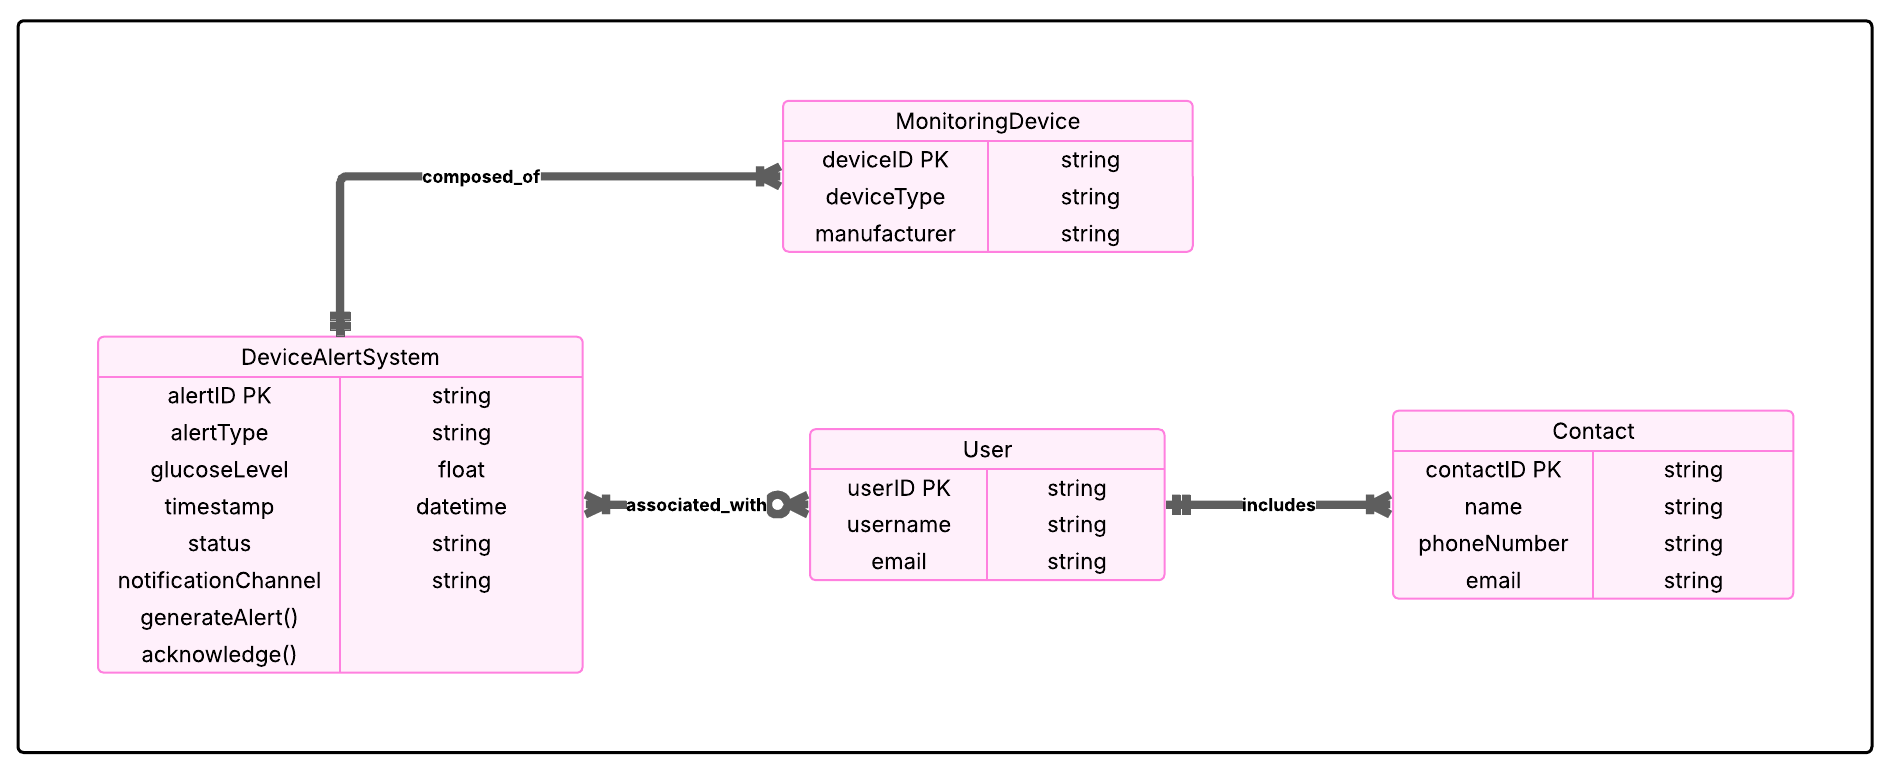 MonitoringDevice
deviceID PK string
deviceType string
manufacturer string
composed_of
DeviceAlertSystem
alertID PK string
alertType string
glucoseLevel float
timestamp datetime
status string
notificationChannel string
generateAlert()
acknowledge()
associated_with
User
userID PK string
username string
email string
includes
Contact
contactID PK string
name string
phoneNumber string
email string